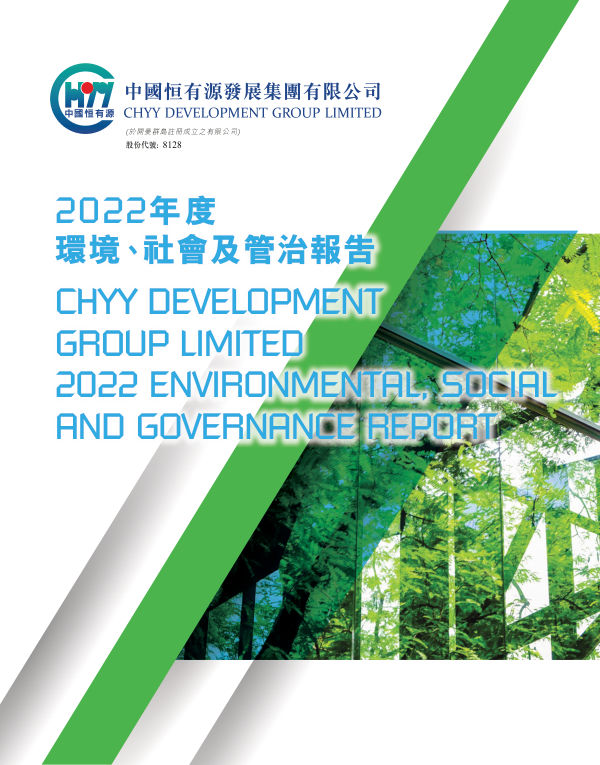 HYY
中國恒有源
中國恒有源發展集團有限公司
CHYY DEVELOPMENT GROUP LIMITED
(於開曼群島註冊成立之有限公司)
股份代號: 8128
2022年度
環境、社會及管治報告
CHYY DEVELOPMENT
GROUP LIMITED
2022 ENVIRONMENTAL, SOCIAL
AND GOVERNANCE REPORT